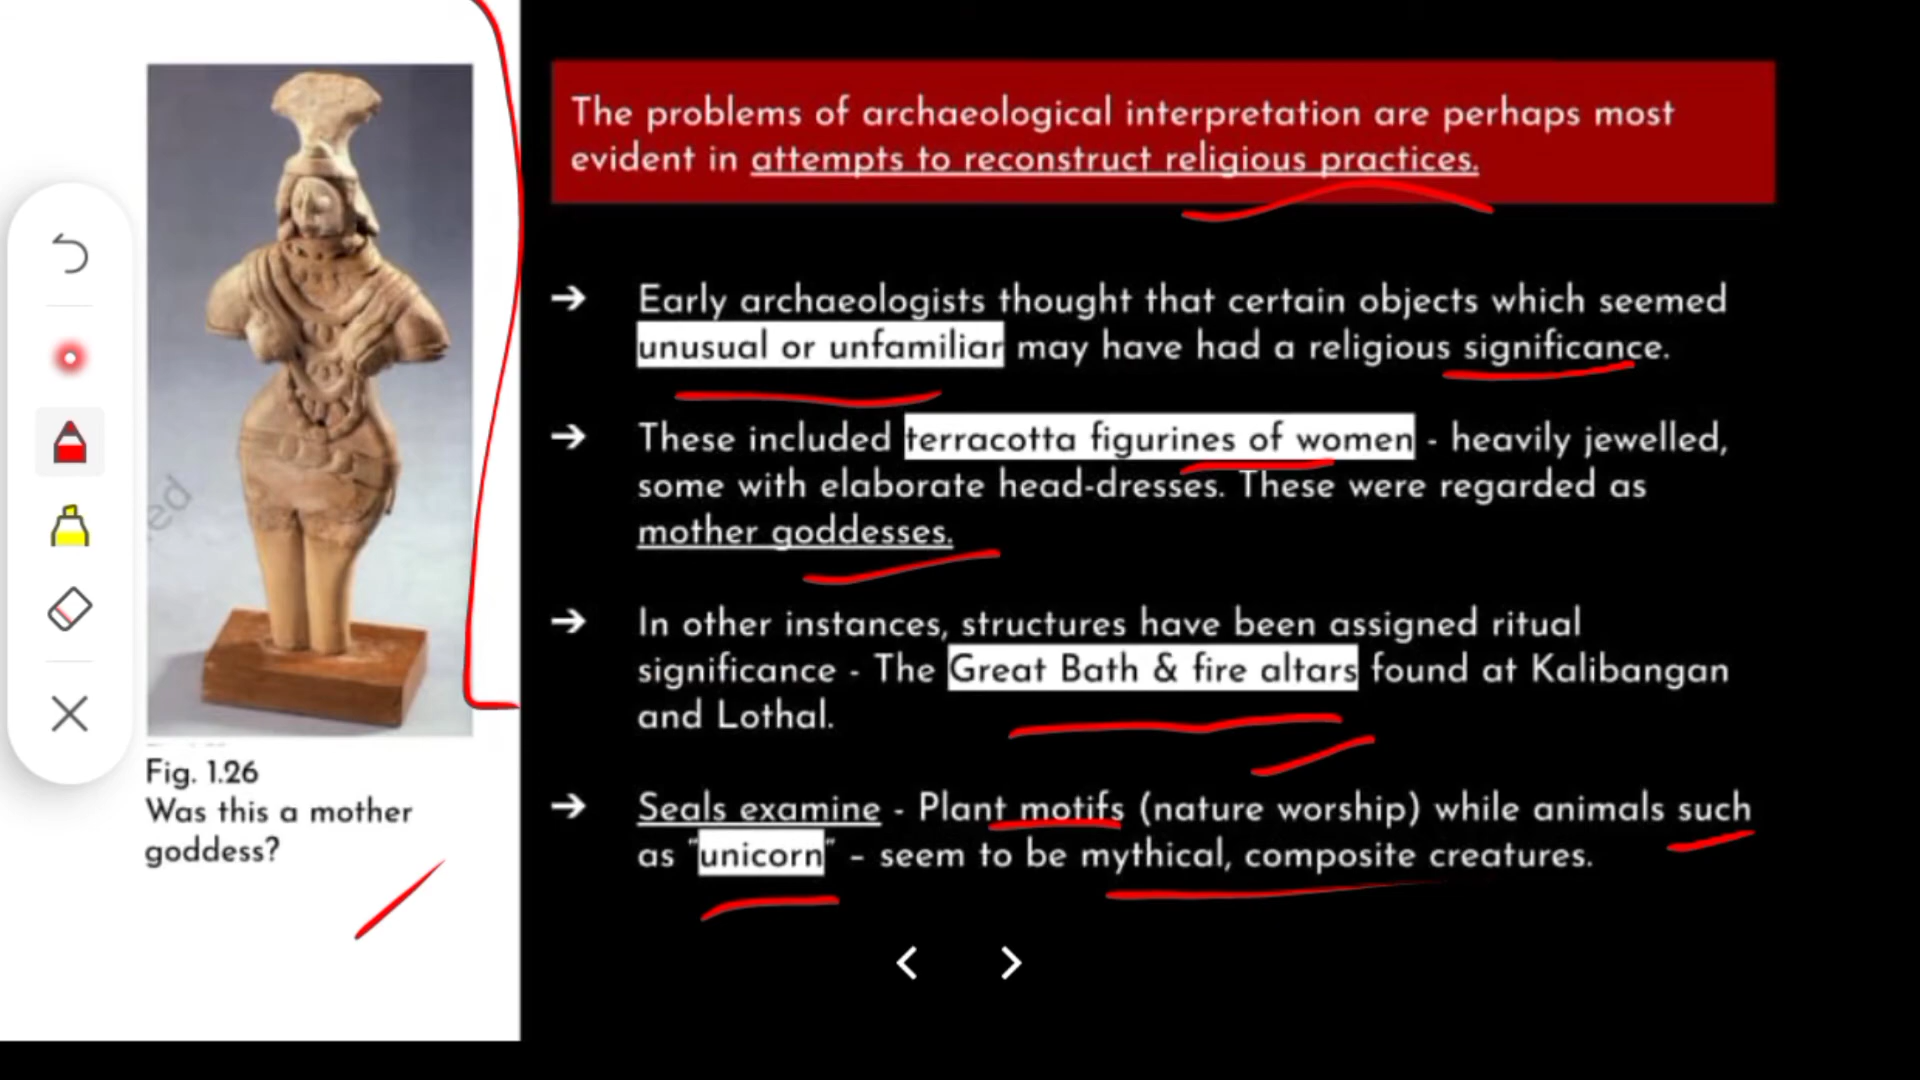 The problems of archaeological interpretation are perhaps most
evident in attempts to reconstruct religious practices.
➔ Early archaeologists thought that certain objects which seemed
unusual or unfamiliar may have had a religious significance.
➔ These included terracotta figurines of women - heavily jewelled,
some with elaborate head-dresses. These were regarded as
mother goddesses.
➔ In other instances, structures have been assigned ritual
significance - The Great Bath & fire altars found at Kalibangan
and Lothal.
➔ Seals examine - Plant motifs (nature worship) while animals such
as "unicorn" – seem to be mythical, composite creatures.
ed
Fig. 1.26
Was this a mother
goddess?